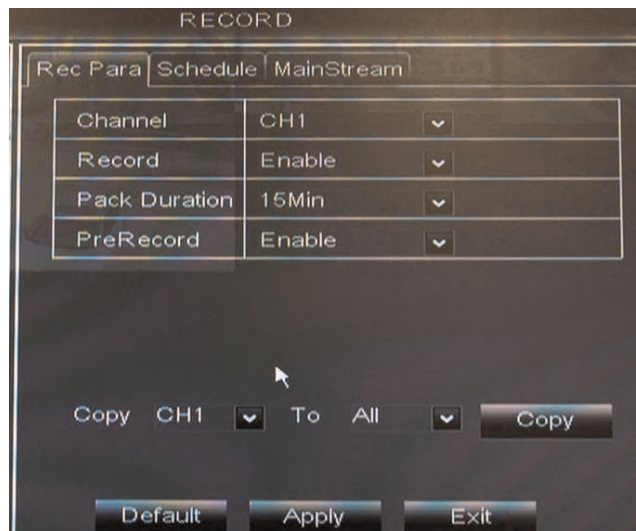 RECORD
Rec Para Schedule MainStream
Channel CH1
Record Enable
Pack Duration 15Min
PreRecord Enable
Copy CH1 To All Copy
Default Apply Exit